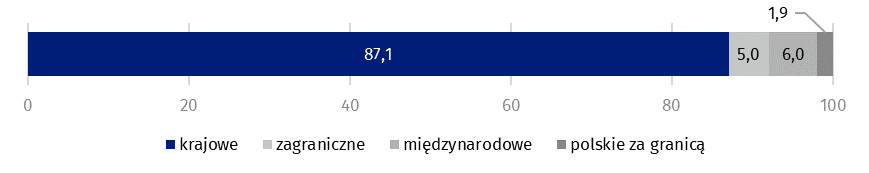 1,9
87,1 5,0 6,0
0 20 40 60 80 100
krajowe zagraniczne międzynarodowe polskie za granicą